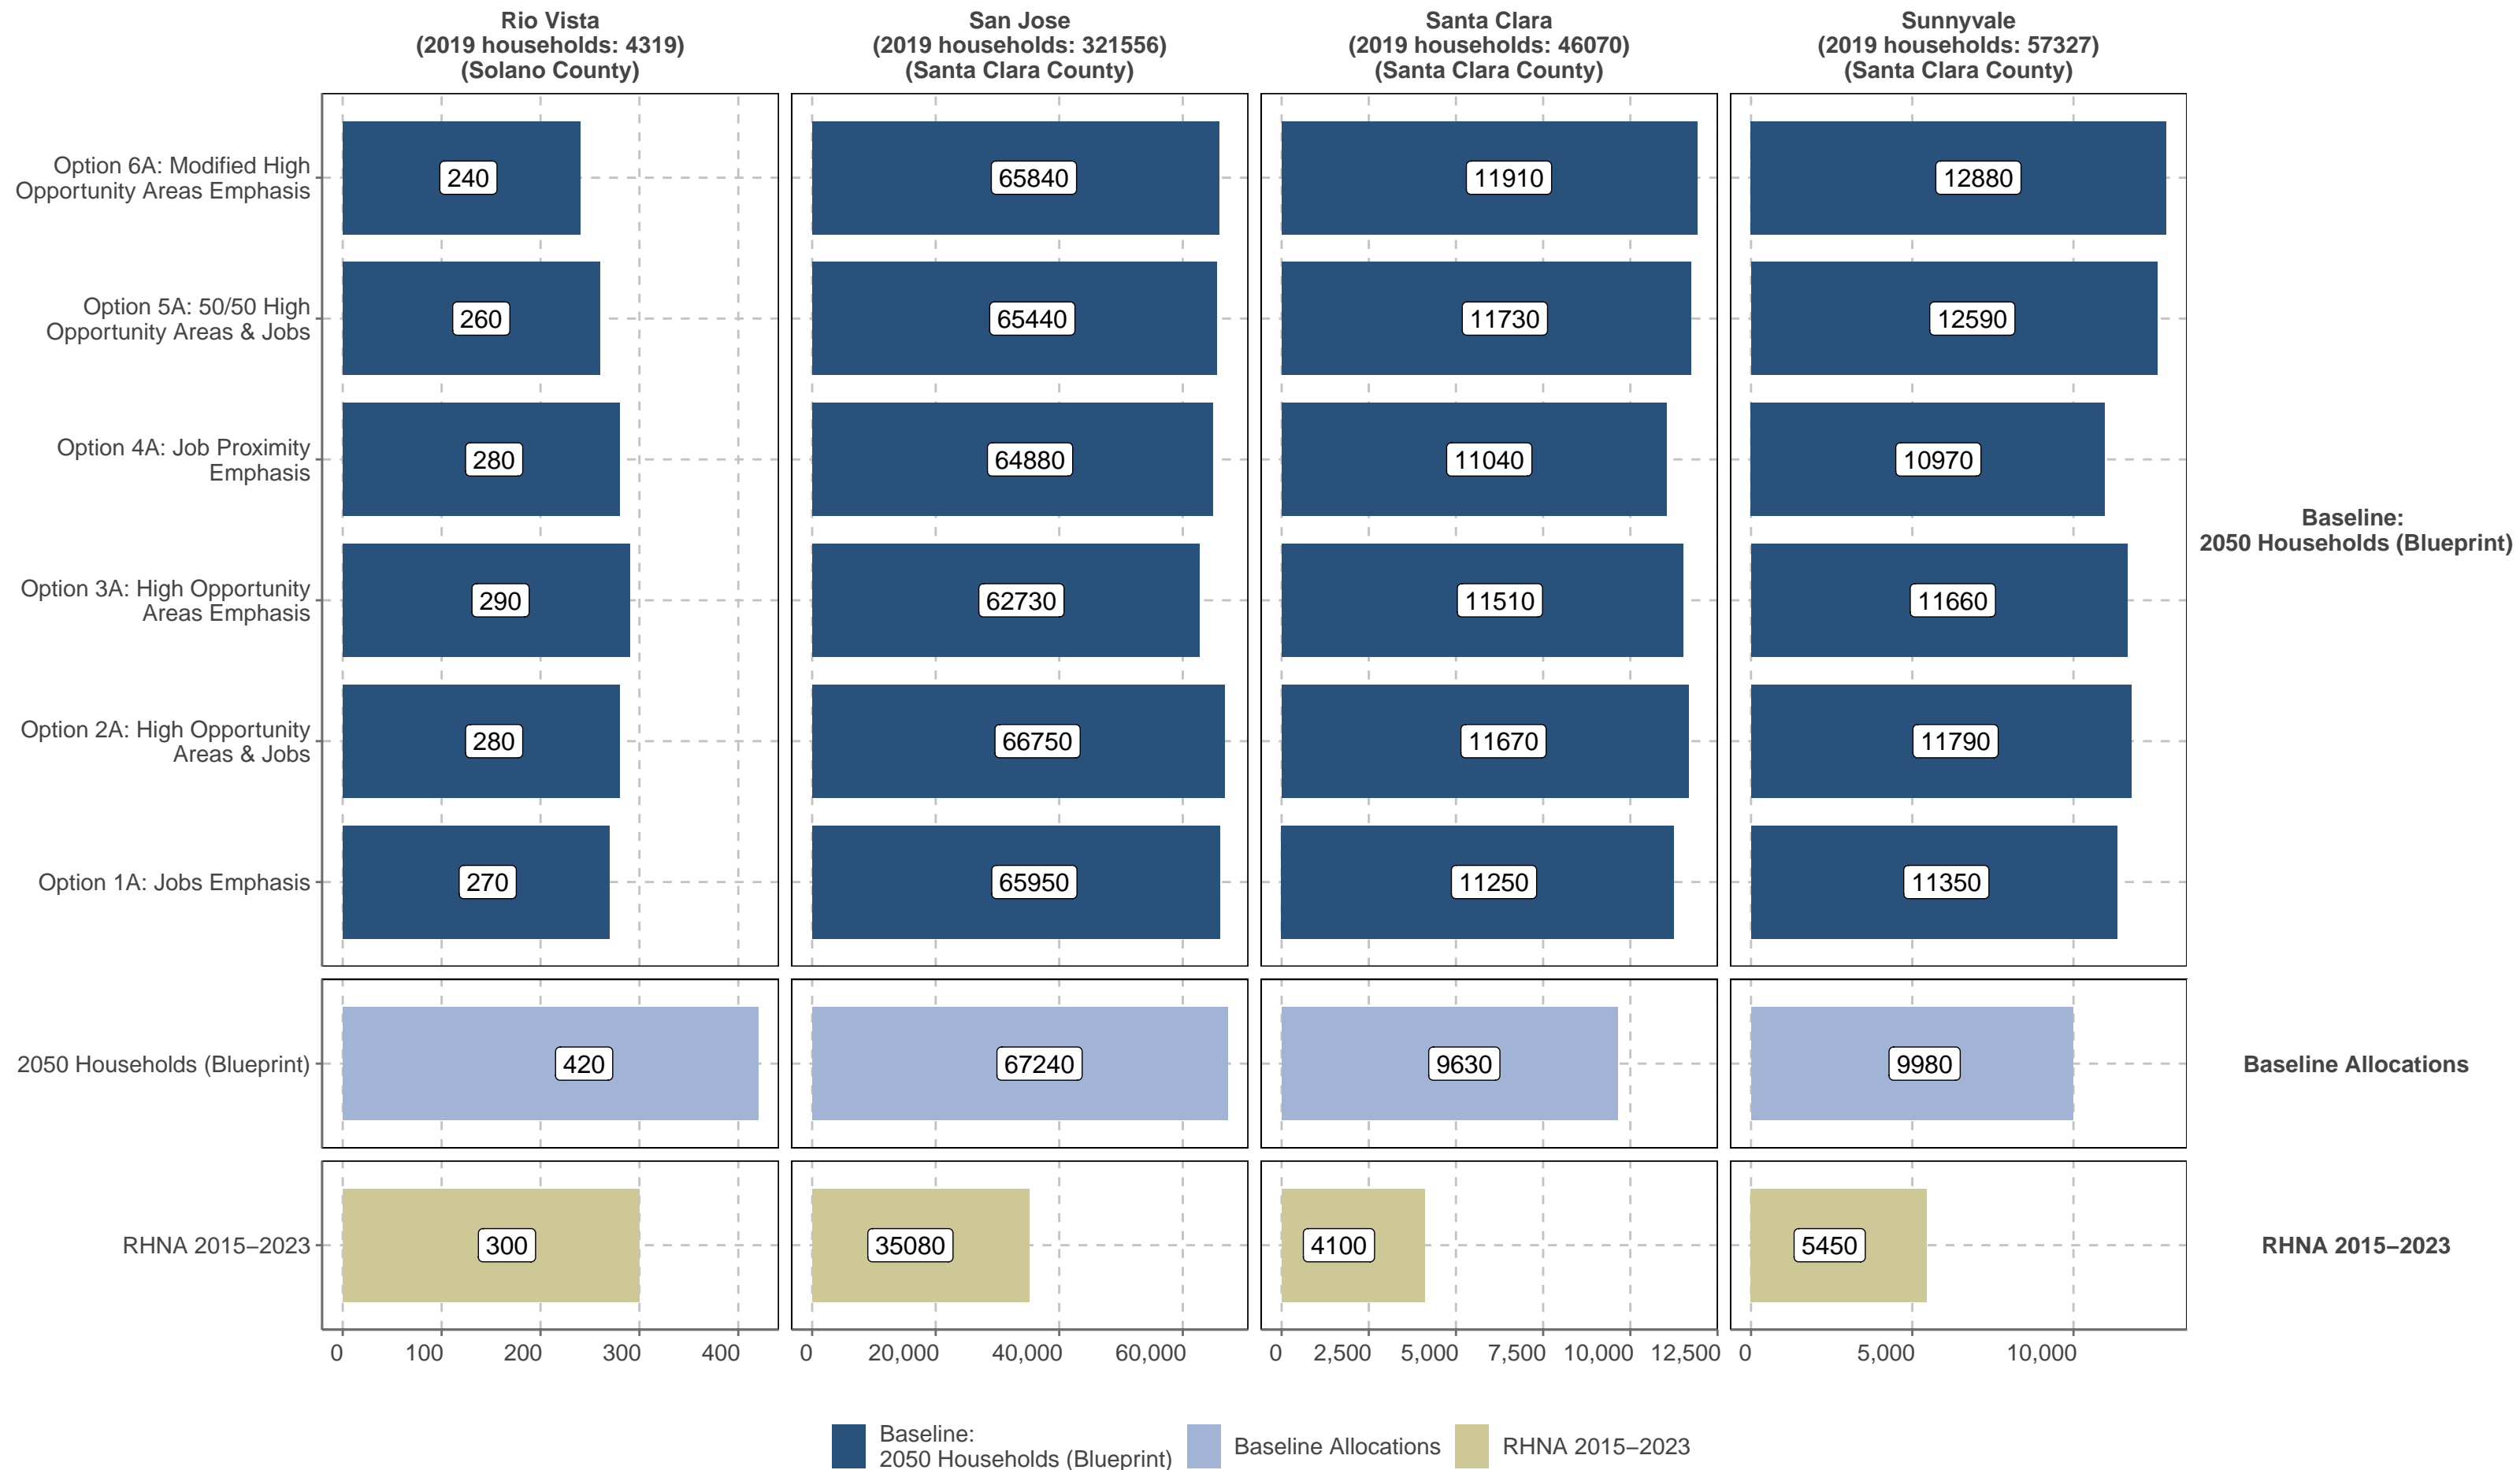 Rio Vista
(2019 households: 4319)
(Solano County)
San Jose
(2019 households: 321556)
(Santa Clara County)
Santa Clara
(2019 households: 46070)
(Santa Clara County)
Sunnyvale
(2019 households: 57327)
(Santa Clara County)
Option 6A: Modified High
Opportunity Areas Emphasis
240
65840
11910
12880
Option 5A: 50/50 High
Opportunity Areas & Jobs
260
65440
11730
12590
Option 4A: Job Proximity
Emphasis
280
64880
11040
10970
Baseline:
2050 Households (Blueprint)
Option 3A: High Opportunity
Areas Emphasis
290
62730
11510
11660
Option 2A: High Opportunity
Areas & Jobs
280
66750
11670
11790
Option 1A: Jobs Emphasis
270
65950
11250
11350
2050 Households (Blueprint)
420
67240
9630
9980
Baseline Allocations
RHNA 2015−2023
300
35080
4100
5450
RHNA 2015−2023
0 100 200 300 400
0 20,000 40,000 60,000
0 2,500 5,000 7,500 10,000 12,500
0 5,000 10,000
Baseline:
2050 Households (Blueprint)
Baseline Allocations
RHNA 2015−2023